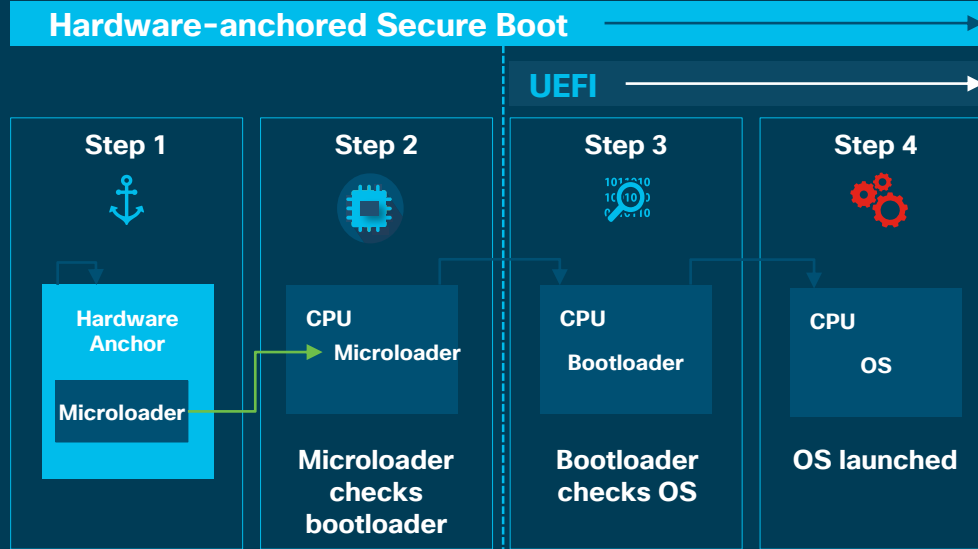 Hardware-anchored Secure Boot
UEFI
Step 1
Hardware
Anchor
Microloader
Step 2
CPU
Microloader
Microloader
checks
bootloader
Step 3
CPU
Bootloader
Bootloader
checks OS
Step 4
CPU
OS
OS launched